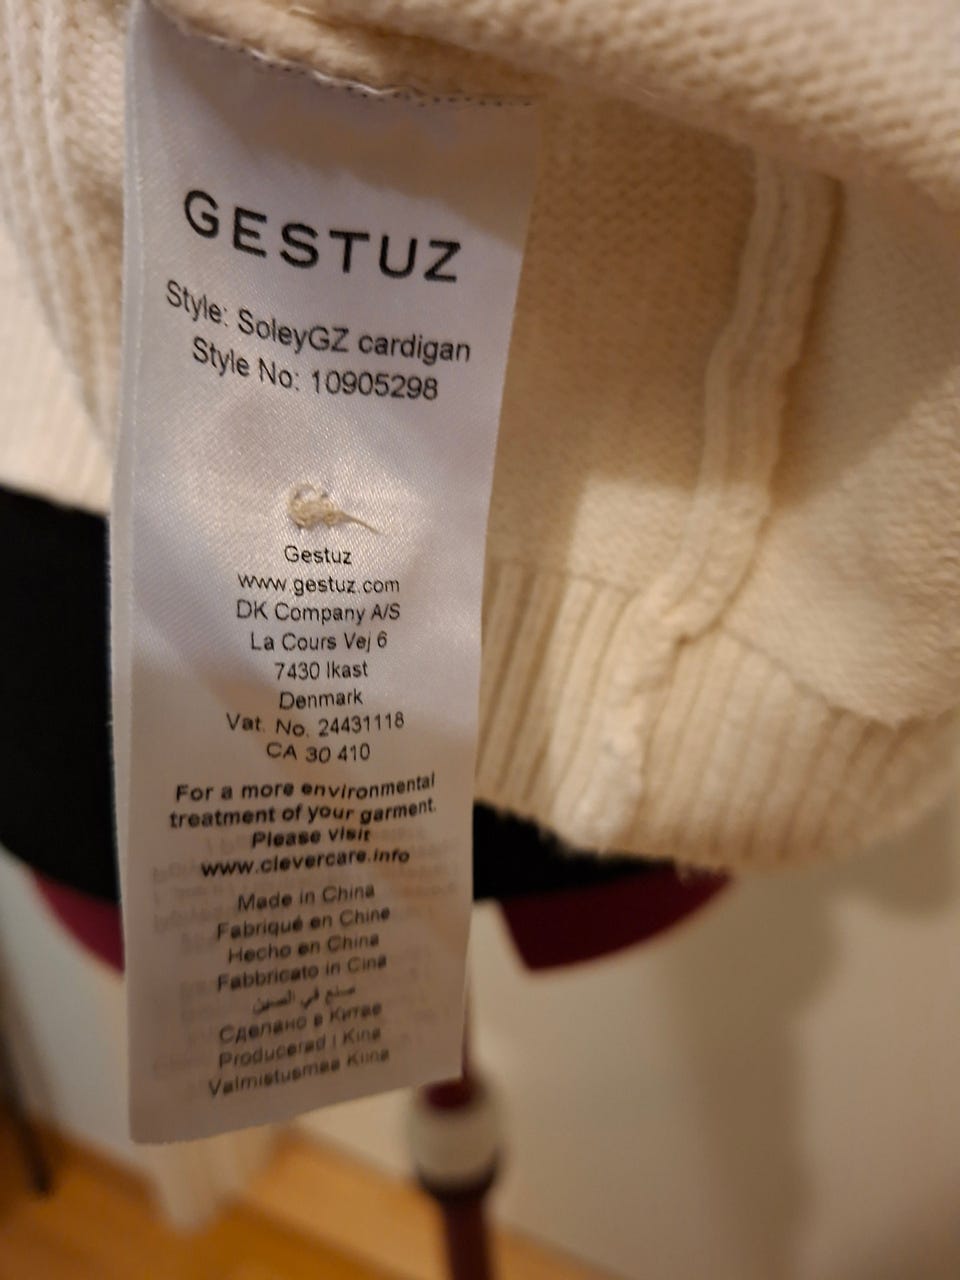 GESTUZ
Style: SoleyGZ cardigan
Style No: 10905298
Gestuz
www.gestuz.com
DK Company A/S
La Cours Vej 6
7430 Ikast
Denmark
Vat. No. 24431118
CA 30 410
For a more environmental
treatment of your garment.
Please visit
www.clevercare.info
Made in China
Fabriqué en Chine
Hecho en China
Fabbricato in Cina
صنع في الصين
Сделано в Китае
Producerad i Kina
Valmistusmaa Kiina